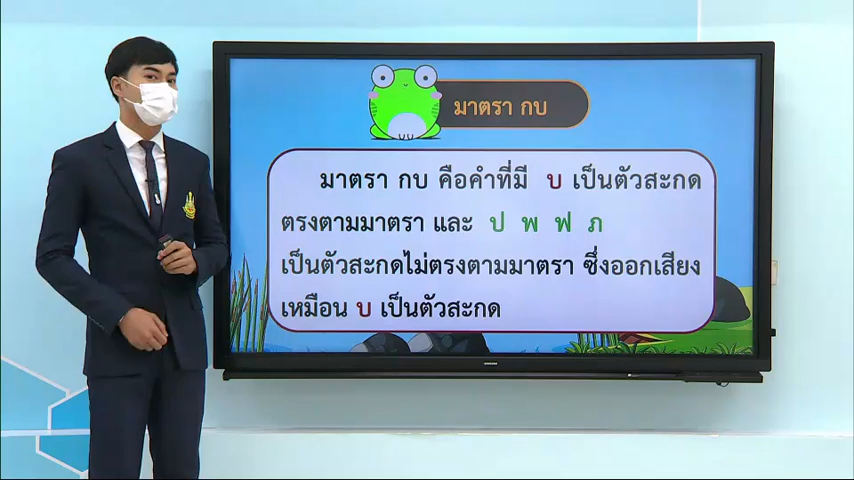 มาตรา กบ
มาตรา กบ คือคำที่มี บ เป็นตัวสะกด
ตรงตามมาตรา และ ป พ ฟ ภ
เป็นตัวสะกดไม่ตรงตามมาตรา ซึ่งออกเสียง
เหมือน บ เป็นตัวสะกด
SAMSUNG